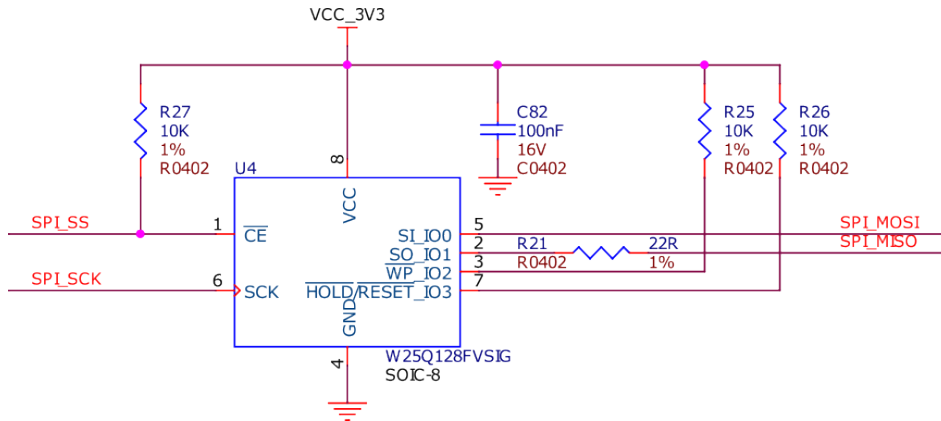 VCC_3V3
R27
10K
1%
R0402
C82
100nF
16V
C0402
R25
10K
1%
R0402
R26
10K
1%
R0402
U4
8
VCC
SPI_SS
1
CE
SPI_SCK
6
SCK
SI_IO0
5
SPI_MOSI
SO_IO1
2
R21
22R
SPI_MISO
R0402
1%
WP_IO2
3
HOLD/RESET_IO3
7
GND
4
W25Q128FVSIG
SOIC-8